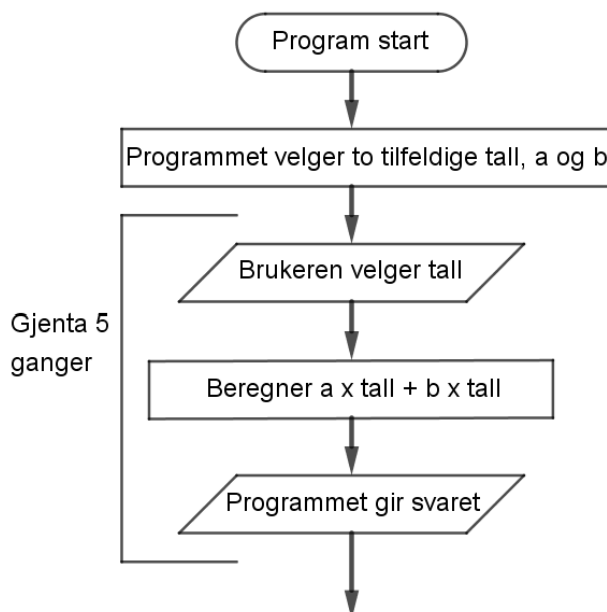 Program start
Programmet velger to tilfeldige tall, a og b
Brukeren velger tall
Gjenta 5
ganger
Beregner a x tall + b x tall
Programmet gir svaret